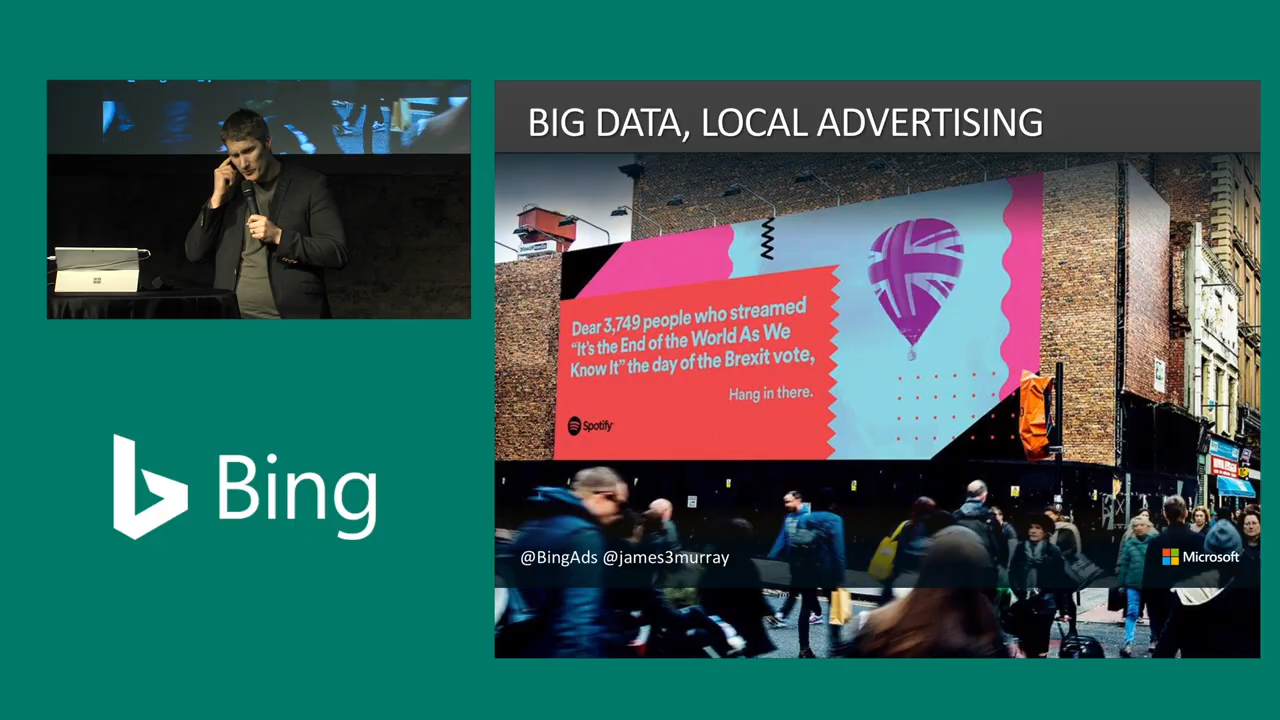 BIG DATA, LOCAL ADVERTISING
Dear 3,749 people who streamed
“It’s the End of the World As We
Know It” the day of the Brexit vote,
Hang in there.
Spotify
@BingAds @james3murray
Microsoft
Bing